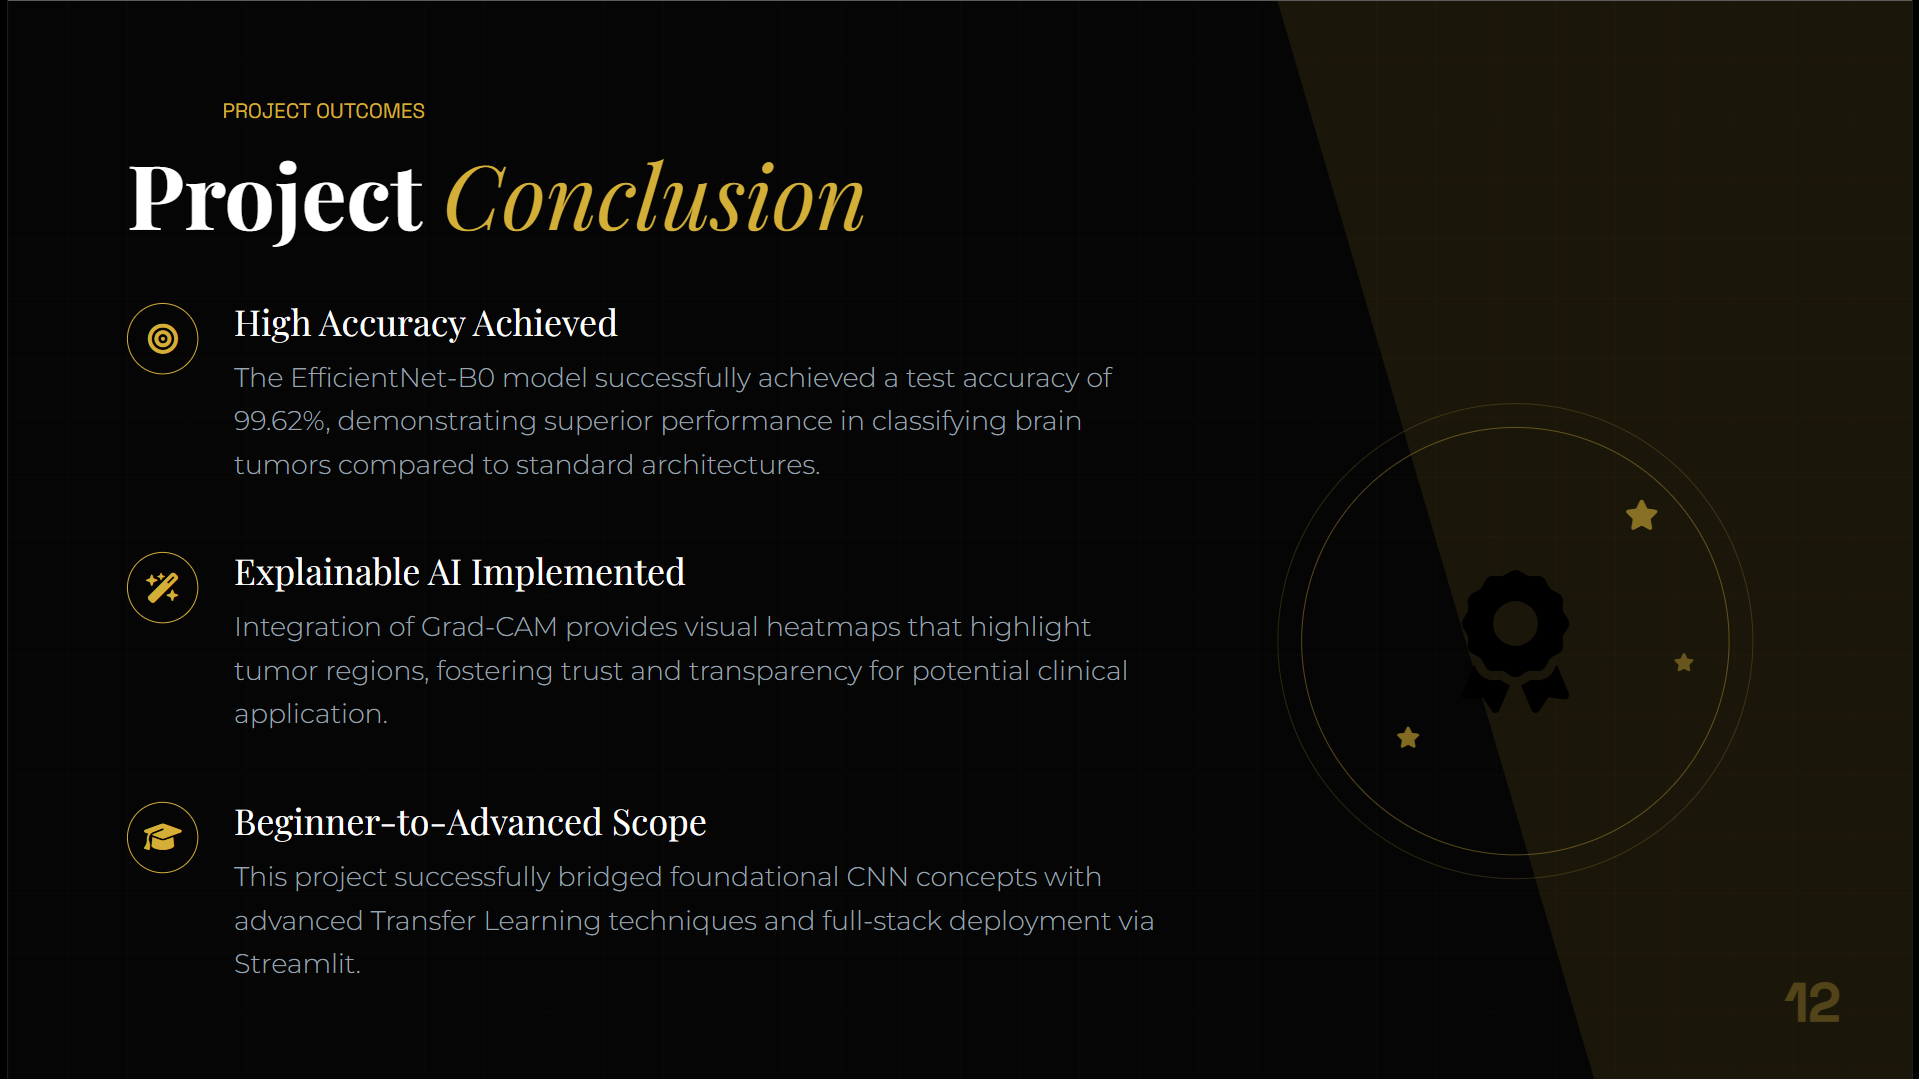 PROJECT OUTCOMES
Project Conclusion
High Accuracy Achieved
The EfficientNet-B0 model successfully achieved a test accuracy of
99.62%, demonstrating superior performance in classifying brain
tumors compared to standard architectures.
Explainable AI Implemented
Integration of Grad-CAM provides visual heatmaps that highlight
tumor regions, fostering trust and transparency for potential clinical
application.
Beginner-to-Advanced Scope
This project successfully bridged foundational CNN concepts with
advanced Transfer Learning techniques and full-stack deployment via
Streamlit.
12